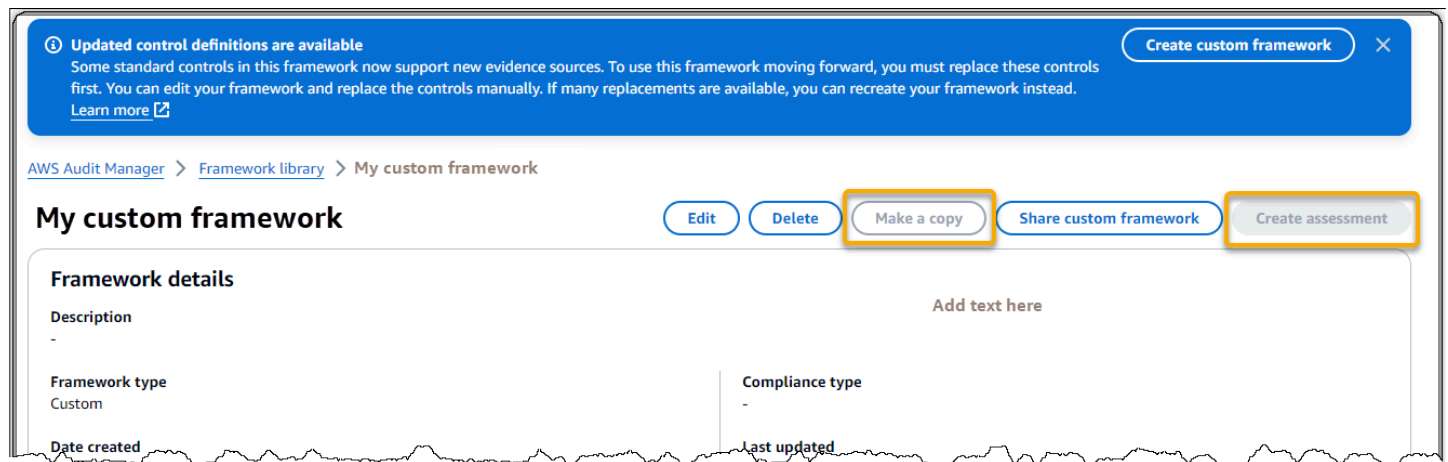 Updated control definitions are available
Create custom framework
Some standard controls in this framework now support new evidence sources. To use this framework moving forward, you must replace these controls
first. You can edit your framework and replace the controls manually. If many replacements are available, you can recreate your framework instead.
Learn more
AWS Audit Manager > Framework library > My custom framework
My custom framework
Edit Delete Make a copy Share custom framework Create assessment
Framework details
Add text here
Description
-
Framework type Compliance type
Custom -
Date created Last updated